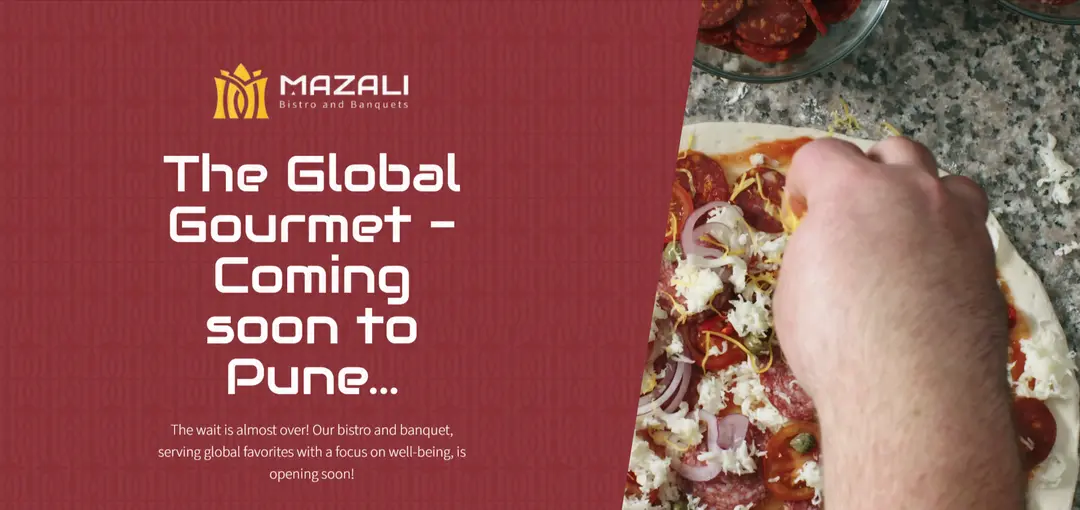 MAZALI
Bistro and Banquets
The Global
Gourmet -
Coming
soon to
Pune...
The wait is almost over! Our bistro and banquet,
serving global favorites with a focus on well-being, is
opening soon!